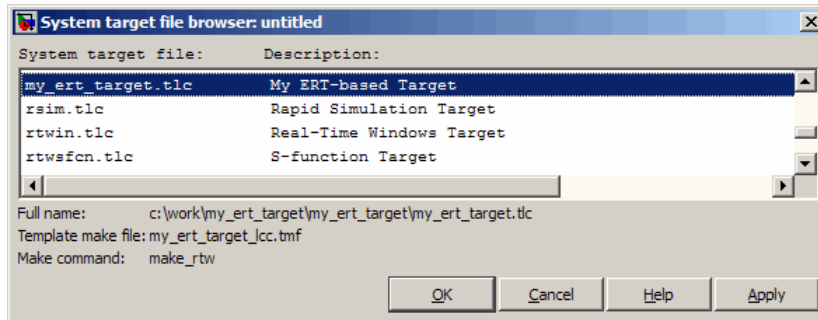 System target file browser: untitled
System target file: Description:
my_ert_target.tlc My ERT-based Target
rsim.tlc Rapid Simulation Target
rtwin.tlc Real-Time Windows Target
rtwsfcn.tlc S-function Target
Full name: c:\work\my_ert_target\my_ert_target\my_ert_target.tlc
Template make file: my_ert_target_lcc.tmf
Make command: make_rtw
OK Cancel Help Apply